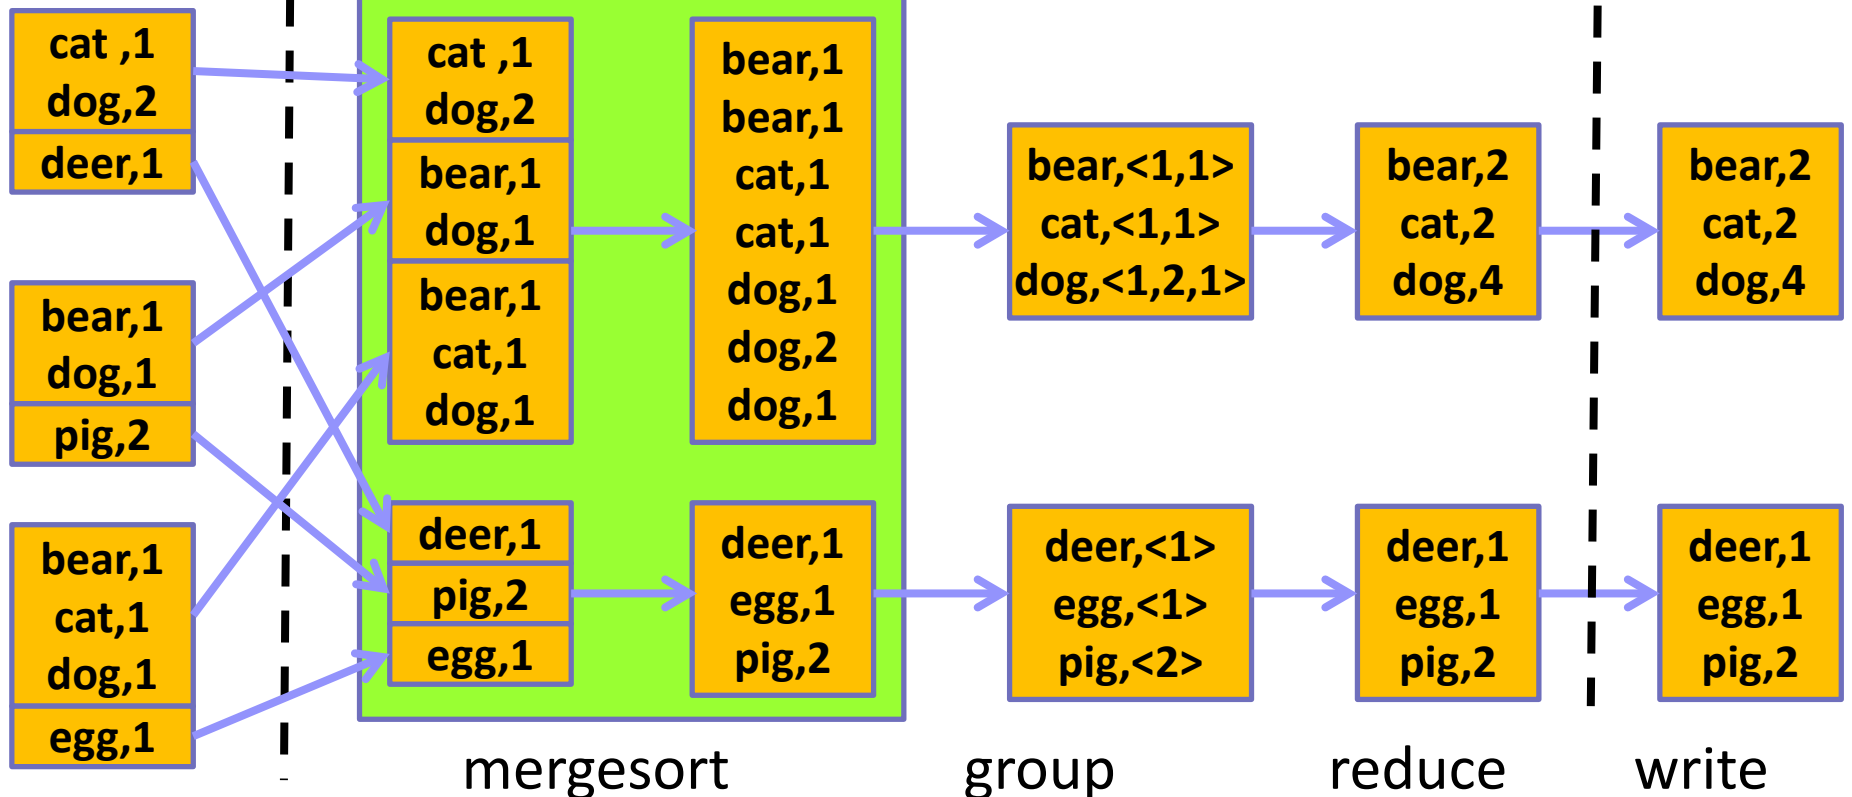 cat ,1
dog,2
deer,1
bear,1
dog,1
pig,2
bear,1
cat,1
dog,1
egg,1
cat ,1
dog,2
bear,1
dog,1
bear,1
cat,1
dog,1
deer,1
pig,2
egg,1
bear,1
bear,1
cat,1
cat,1
dog,1
dog,2
dog,1
deer,1
egg,1
pig,2
mergesort
bear,<1,1>
cat,<1,1>
dog,<1,2,1>
deer,<1>
egg,<1>
pig,<2>
group
bear,2
cat,2
dog,4
deer,1
egg,1
pig,2
reduce
bear,2
cat,2
dog,4
deer,1
egg,1
pig,2
write